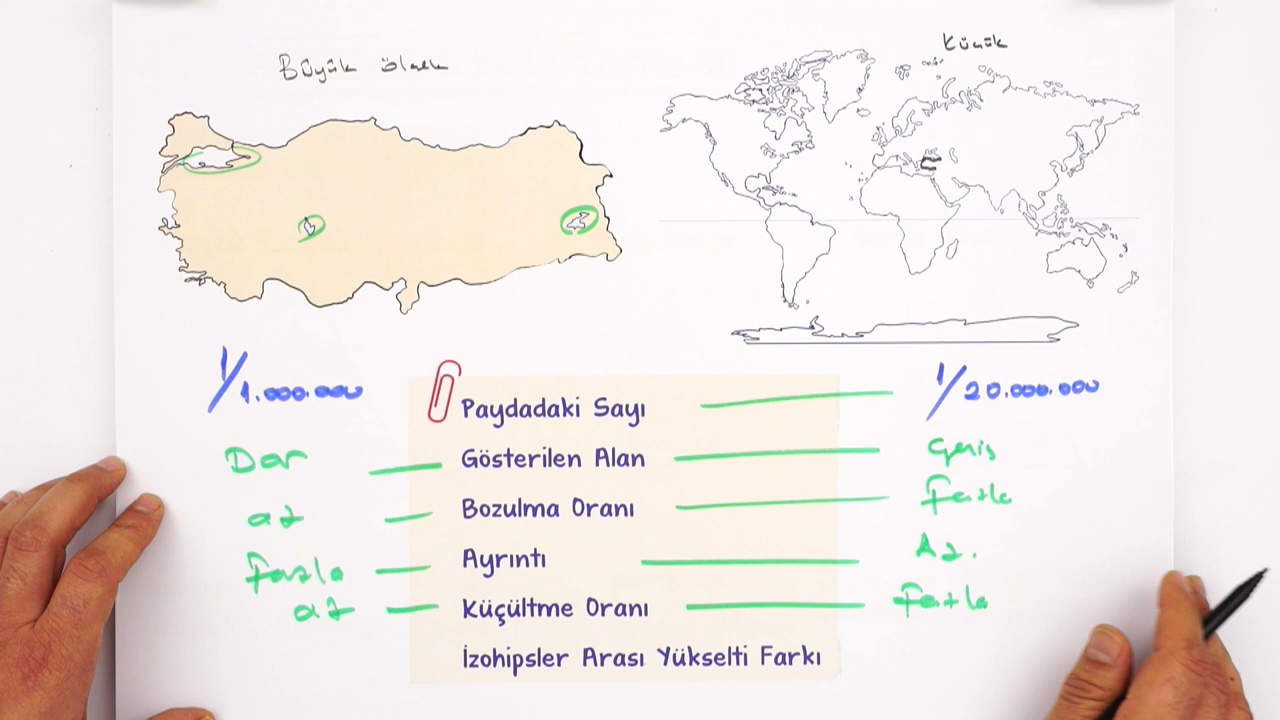 Büyük ölçek
Küçük
1/1.000.000
Paydadaki Sayı
1/20.000.000
Dar
Gösterilen Alan
Geniş
az
Bozulma Oranı
fazla
fazla
Ayrıntı
Az.
az
Küçültme Oranı
fazla
İzohipsler Arası Yükselti Farkı